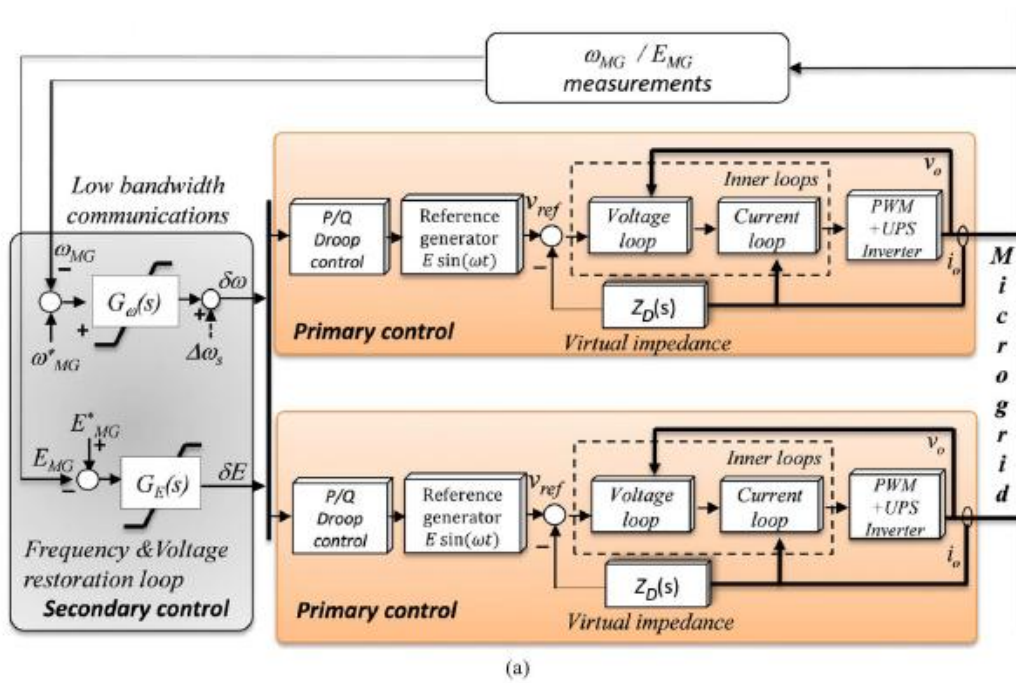 ω_MG / E_MG
measurements
Low bandwidth
communications
ω_MG
−
+
G_ω(s)
+
δω
ω*_MG
Δω_s
E*_MG
+
E_MG
−
G_E(s)
δE
Frequency &Voltage
restoration loop
Secondary control
P/Q
Droop
control
Reference
generator
E sin(ωt)
v_ref
−
Inner loops
Voltage
loop
Current
loop
PWM
+UPS
Inverter
v_o
i_o
Z_D(s)
Virtual impedance
Primary control
P/Q
Droop
control
Reference
generator
E sin(ωt)
v_ref
−
Inner loops
Voltage
loop
Current
loop
PWM
+UPS
Inverter
v_o
i_o
Z_D(s)
Virtual impedance
Primary control
Microgrid
(a)